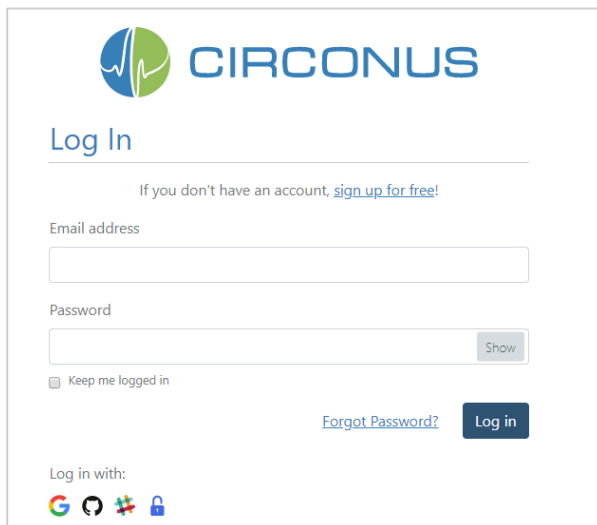 CIRCONUS
Log In
If you don't have an account, sign up for free!
Email address
Password
Show
Keep me logged in
Forgot Password?
Log in
Log in with: